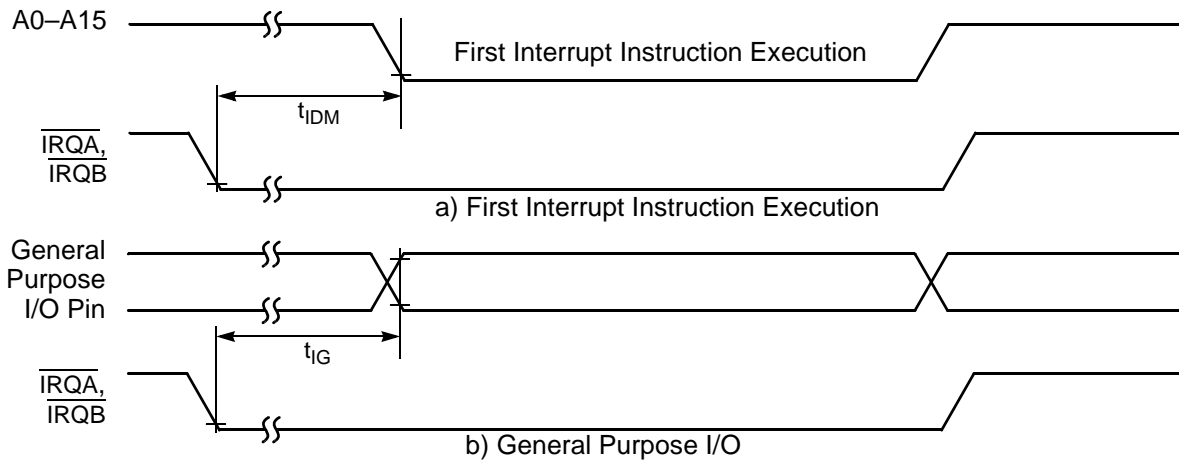 A0–A15
First Interrupt Instruction Execution
tIDM
IRQA,
IRQB
a) First Interrupt Instruction Execution
General
Purpose
I/O Pin
tIG
IRQA,
IRQB
b) General Purpose I/O